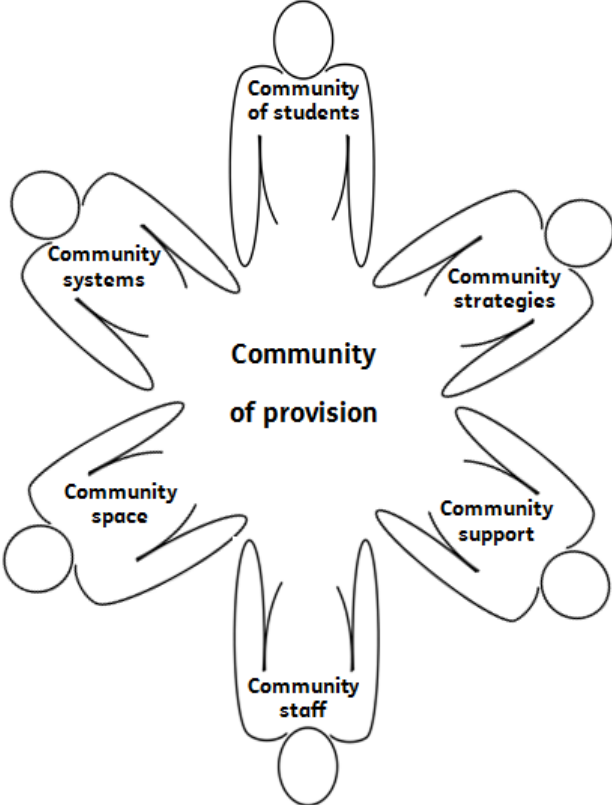 Community
of students
Community
systems
Community
strategies
Community
of provision
Community
space
Community
support
Community
staff